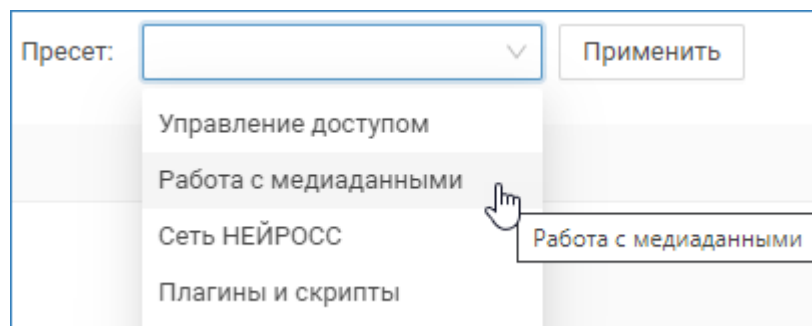 Пресет:
Применить
Управление доступом
Работа с медиаданными
Сеть НЕЙРОСС
Работа с медиаданными
Плагины и скрипты